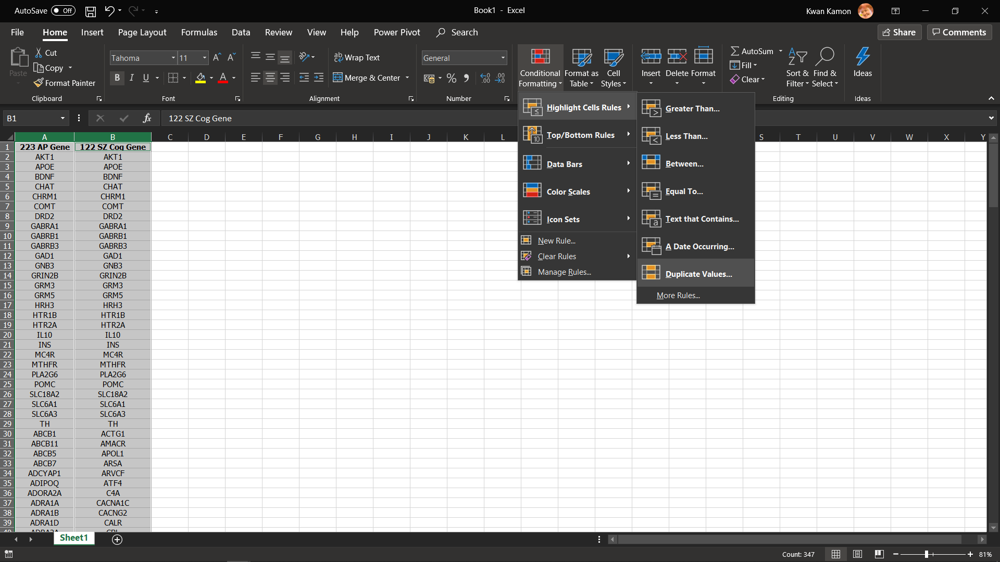 AutoSave Off
Book1 - Excel
Kwan Kamon
File Home Insert Page Layout Formulas Data Review View Help Power Pivot Search
Share Comments
Paste
Cut
Copy
Format Painter
Clipboard
Tahoma 11
B I U
Font
Wrap Text
Merge & Center
Alignment
General
Number
Conditional Formatting
Format as Table
Cell Styles
Insert
Delete
Format
AutoSum
Fill
Clear
Sort & Filter
Find & Select
Editing
Ideas
Ideas
B1
fx
122 SZ Cog Gene
Highlight Cells Rules
Top/Bottom Rules
Data Bars
Color Scales
Icon Sets
New Rule...
Clear Rules
Manage Rules...
Greater Than...
Less Than...
Between...
Equal To...
Text that Contains...
A Date Occurring...
Duplicate Values...
More Rules...
A B C D E F G H I J K L S T U V W X Y
1 223 AP Gene 122 SZ Cog Gene
2 AKT1 AKT1
3 APOE APOE
4 BDNF BDNF
5 CHAT CHAT
6 CHRM1 CHRM1
7 COMT COMT
8 DRD2 DRD2
9 GABRA1 GABRA1
10 GABRB1 GABRB1
11 GABRB3 GABRB3
12 GAD1 GAD1
13 GNB3 GNB3
14 GRIN2B GRIN2B
15 GRM3 GRM3
16 GRM5 GRM5
17 HRH3 HRH3
18 HTR1B HTR1B
19 HTR2A HTR2A
20 IL10 IL10
21 INS INS
22 MC4R MC4R
23 MTHFR MTHFR
24 PLA2G6 PLA2G6
25 POMC POMC
26 SLC18A2 SLC18A2
27 SLC6A1 SLC6A1
28 SLC6A3 SLC6A3
29 TH TH
30 ABCB1 ACTG1
31 ABCB11 AMACR
32 ABCB5 APOL1
33 ABCB7 ARSA
34 ADCYAP1 ARVCF
35 ADIPOQ ATF4
36 ADORA2A C4A
37 ADRA1A CACNA1C
38 ADRA1B CACNG2
39 ADRA1D CALR
Sheet1
Count: 347
81%